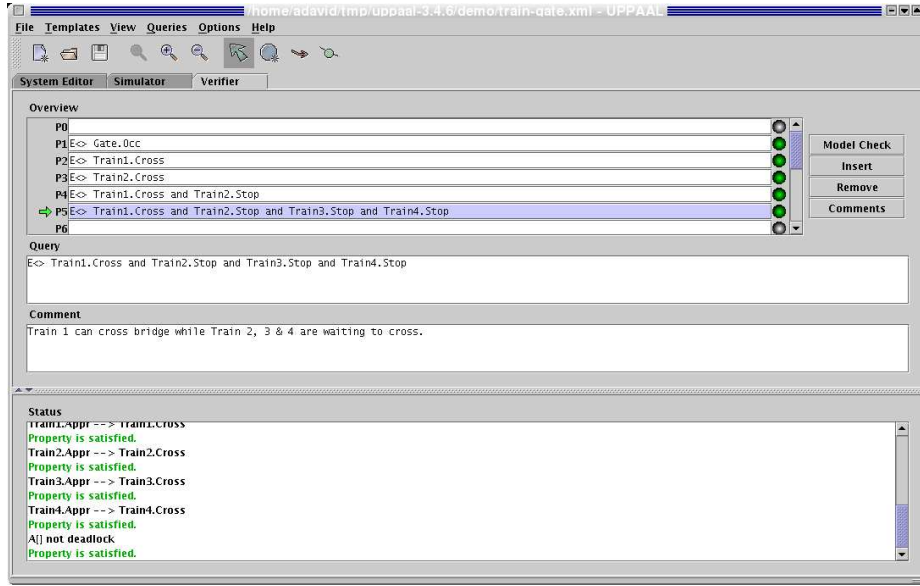 /home/adavid/tmp/uppaal-3.4.6/demo/train-gate.xml - UPPAAL
File Templates View Queries Options Help
System Editor Simulator Verifier
Overview
P0
P1 E<> Gate.Occ
P2 E<> Train1.Cross
P3 E<> Train2.Cross
P4 E<> Train1.Cross and Train2.Stop
P5 E<> Train1.Cross and Train2.Stop and Train3.Stop and Train4.Stop
P6
Model Check
Insert
Remove
Comments
Query
E<> Train1.Cross and Train2.Stop and Train3.Stop and Train4.Stop
Comment
Train 1 can cross bridge while Train 2, 3 & 4 are waiting to cross.
Status
Train1.Appr --> Train1.Cross
Property is satisfied.
Train2.Appr --> Train2.Cross
Property is satisfied.
Train3.Appr --> Train3.Cross
Property is satisfied.
Train4.Appr --> Train4.Cross
Property is satisfied.
A[] not deadlock
Property is satisfied.